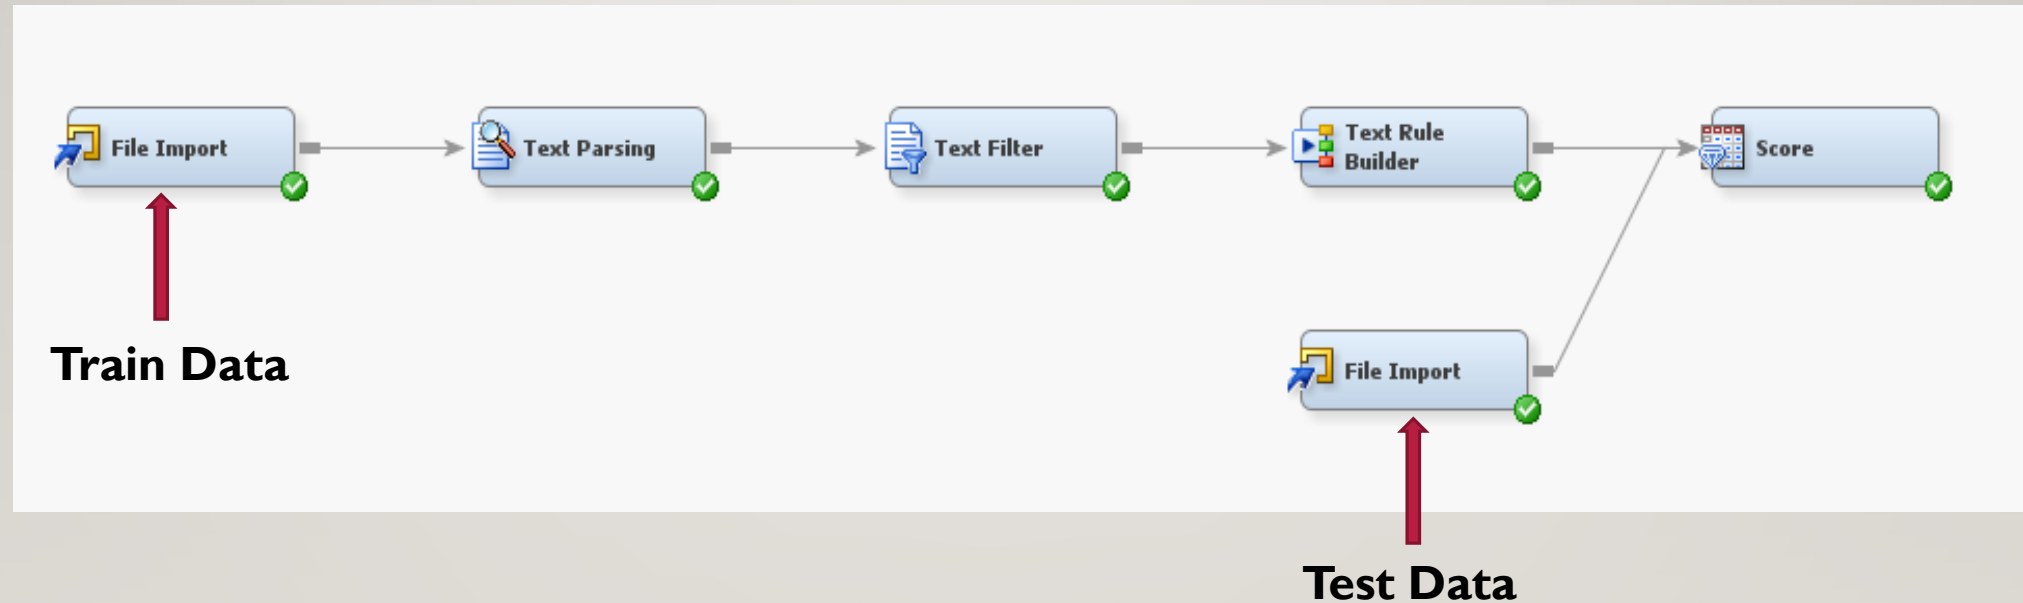 File Import
Text Parsing
Text Filter
Text Rule
Builder
Score
Train Data
File Import
Test Data